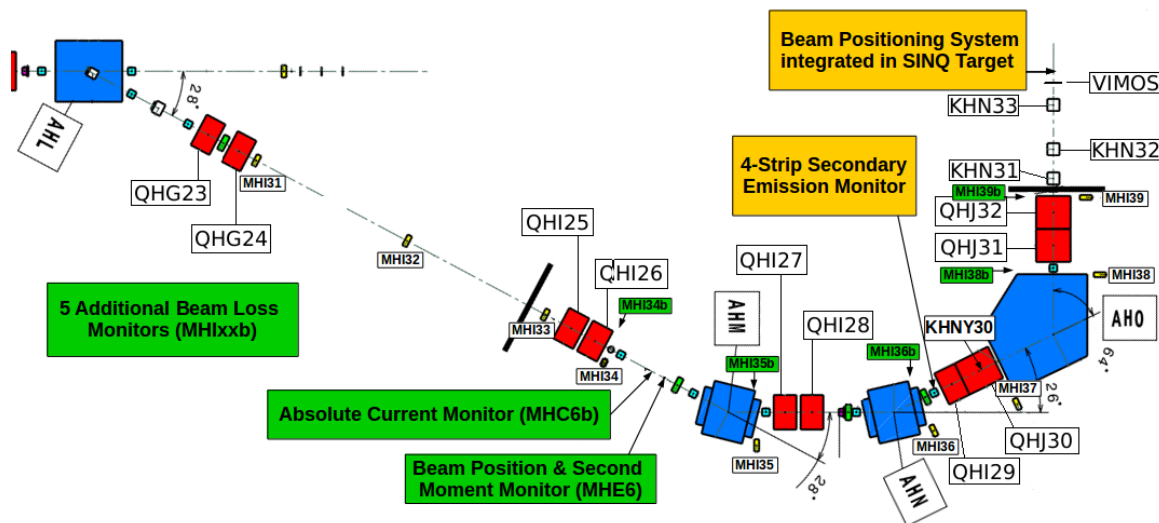 Beam Positioning System
integrated in SINQ Target
VIMOS
KHN33
KHN32
KHN31
28°
AHL
4-Strip Secondary
Emission Monitor
MHI39b
MHI39
QHG23
MHI31
QHJ32
QHG24
QHI25
QHJ31
MHI32
QHI26
QHI27
MHI38b
MHI38
5 Additional Beam Loss
Monitors (MHIxxb)
MHI34b
AHM
QHI28
KHNY30
AHO
MHI33
MHI34
MHI35b
MHI36b
64°
MHI37
26°
Absolute Current Monitor (MHC6b)
MHI35
MHI36
QHJ30
Beam Position & Second
Moment Monitor (MHE6)
28°
QHI29
AHN